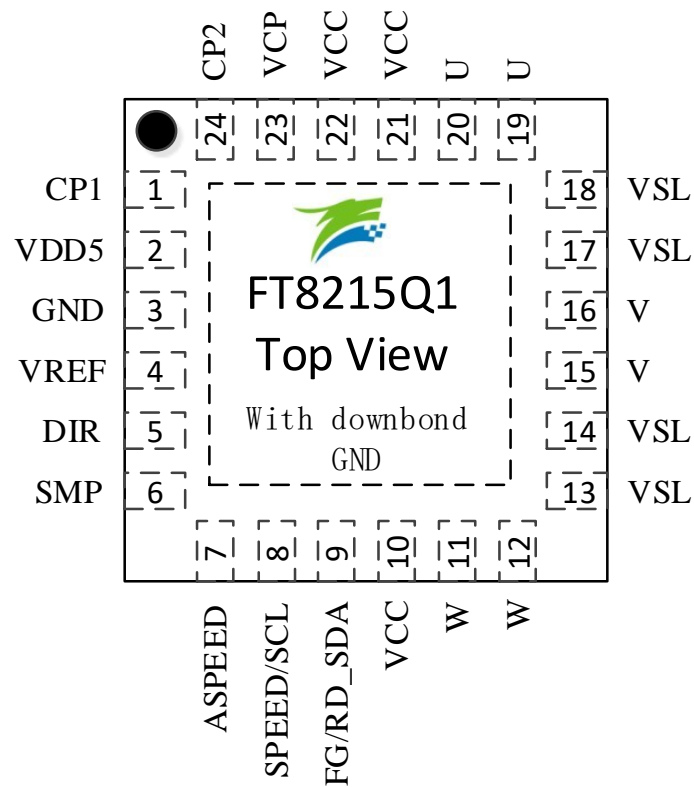 CP2 VCP VCC VCC U U
24 23 22 21 20 19
CP1 1 18 VSL
VDD5 2 17 VSL
GND 3 16 V
VREF 4 15 V
DIR 5 14 VSL
SMP 6 13 VSL
FT8215Q1
Top View
With downbond
GND
7 8 9 10 11 12
ASPEED SPEED/SCL FG/RD_SDA VCC W W